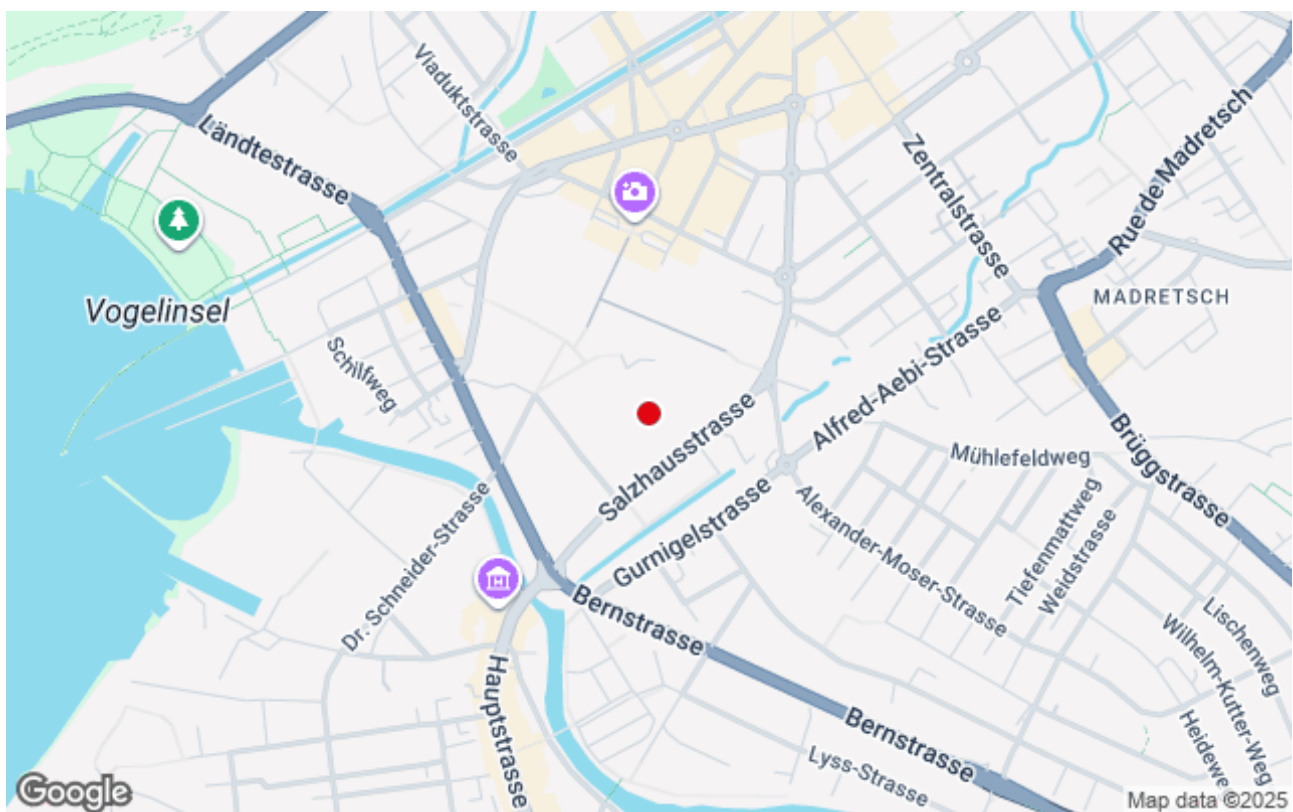 Viaduktstrasse
Ländtestrasse
Zentralstrasse
Rue de Madretsch
Vogelinsel
MADRETSCH
Schilfweg
Alfred-Aebi-Strasse
Salzhausstrasse
Mühlefeldweg
Brüggstrasse
Dr. Schneider-Strasse
Gurnigelstrasse
Alexander-Moser-Strasse
Tiefenmattweg
Weidstrasse
Bernstrasse
Lischenweg
Wilhelm-Kutter-Weg
Hauptstrasse
Bernstrasse
Heidewe
Lyss-Strasse
Google
Map data ©2025